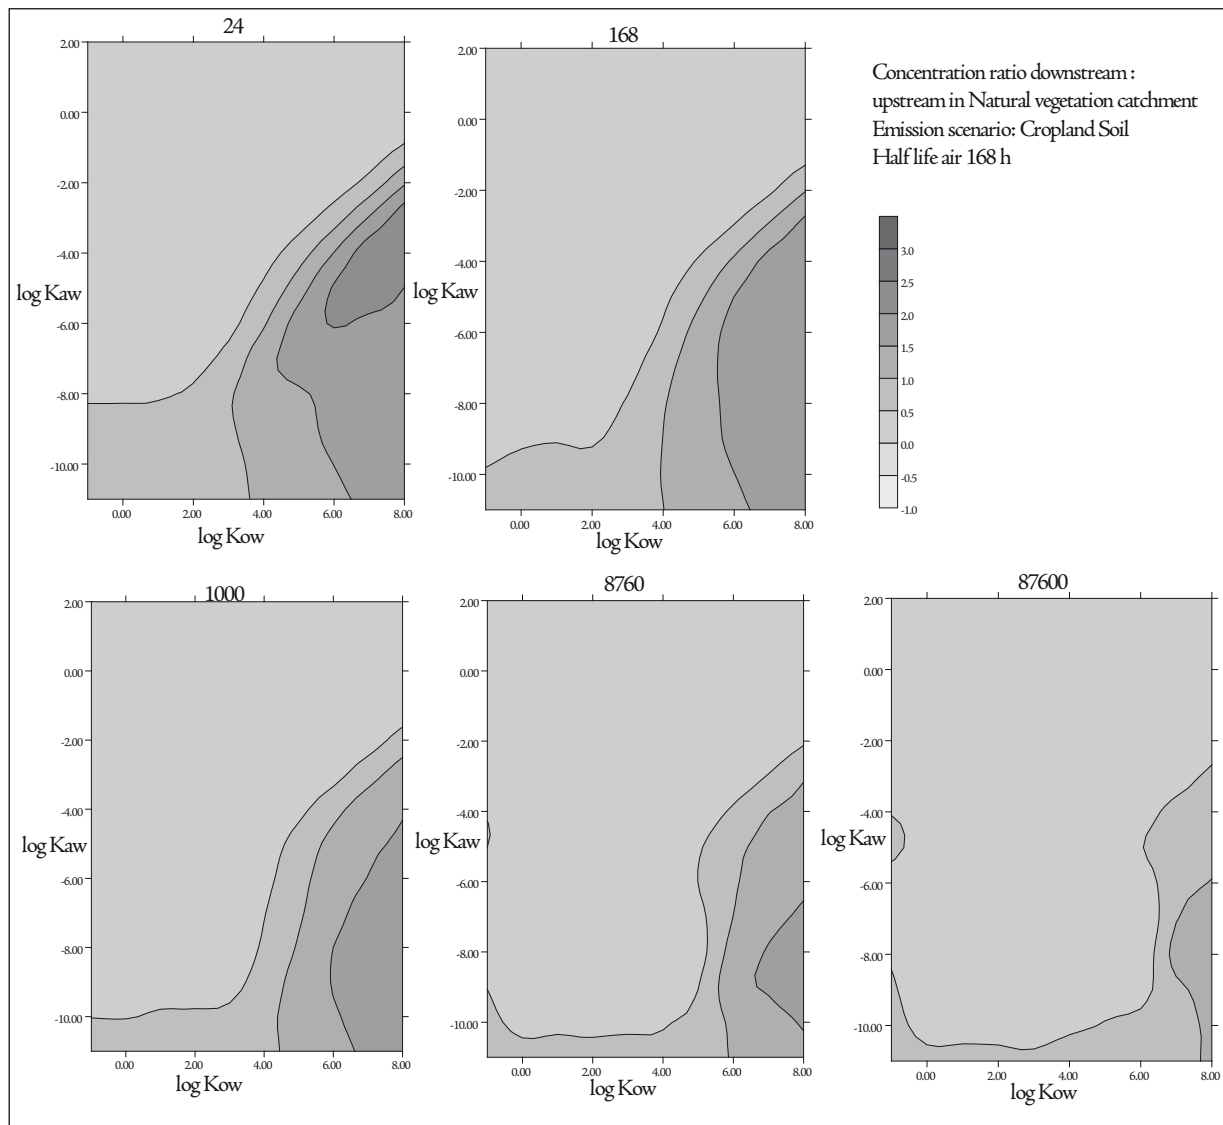 24
2.00
0.00
-2.00
-4.00
log Kaw
-6.00
-8.00
-10.00
0.00 2.00 4.00 6.00 8.00
log Kow
168
2.00
0.00
-2.00
-4.00
log Kaw
-6.00
-8.00
-10.00
0.00 2.00 4.00 6.00 8.00
log Kow
Concentration ratio downstream :
upstream in Natural vegetation catchment
Emission scenario: Cropland Soil
Half life air 168 h
3.0
2.5
2.0
1.5
1.0
0.5
0.0
-0.5
-1.0
1000
2.00
0.00
-2.00
-4.00
log Kaw
-6.00
-8.00
-10.00
0.00 2.00 4.00 6.00 8.00
log Kow
8760
2.00
0.00
-2.00
-4.00
log Kaw
-6.00
-8.00
-10.00
0.00 2.00 4.00 6.00 8.00
log Kow
87600
2.00
0.00
-2.00
-4.00
log Kaw
-6.00
-8.00
-10.00
0.00 2.00 4.00 6.00 8.00
log Kow